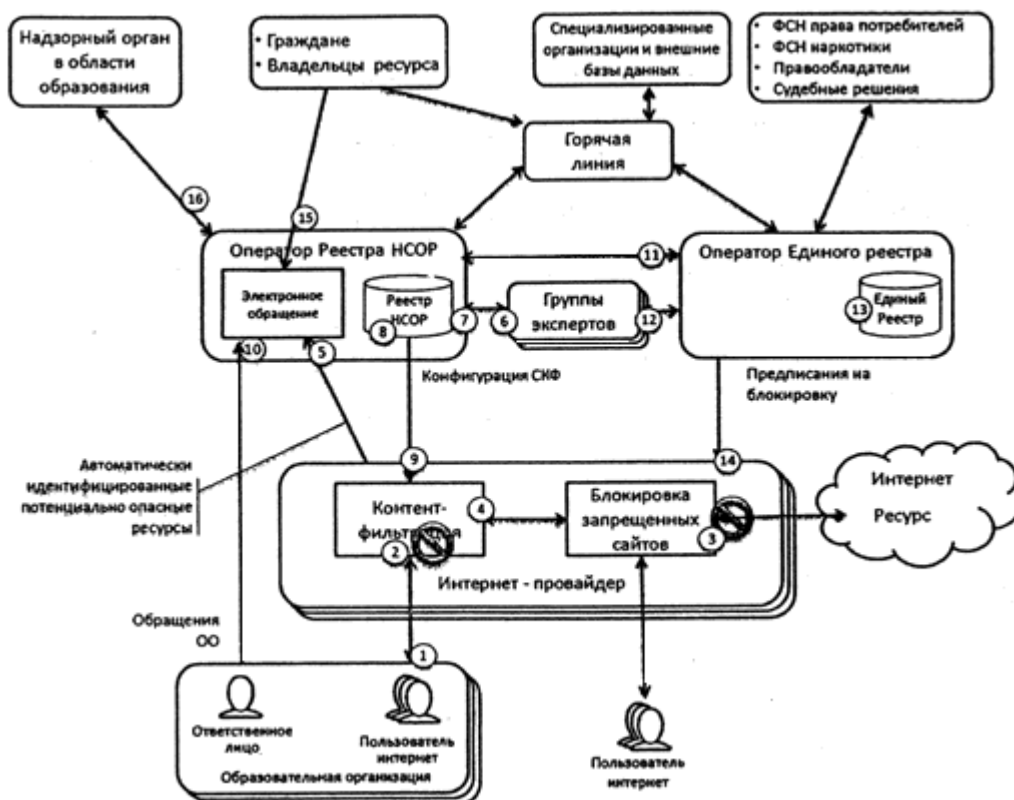 Надзорный орган
в области
образования
• Граждане
• Владельцы ресурса
Специализированные
организации и внешние
базы данных
• ФСН права потребителей
• ФСН наркотики
• Правообладатели
• Судебные решения
Горячая
линия
16
15
Оператор Реестра НСОР
11
Оператор Единого реестра
Электронное
обращение
Реестр
НСОР
8
7
6
Группы
экспертов
12
13
Единый
Реестр
10
5
Конфигурация СКФ
Предписания на
блокировку
9
14
Автоматически
идентифицированные
потенциально опасные
ресурсы
Контент-
фильтрация
2
4
Блокировка
запрещенных
сайтов
3
Интернет
Ресурс
Интернет - провайдер
Обращения
ОО
1
Ответственное
лицо
Пользователь
интернет
Образовательная организация
Пользователь
интернет